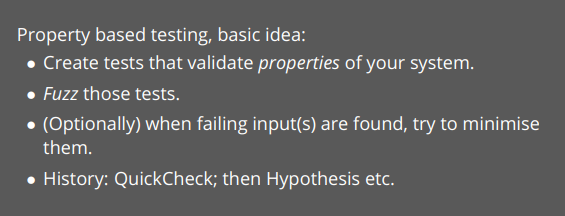 Property based testing, basic idea:
• Create tests that validate properties of your system.
• Fuzz those tests.
• (Optionally) when failing input(s) are found, try to minimise
them.
• History: QuickCheck; then Hypothesis etc.